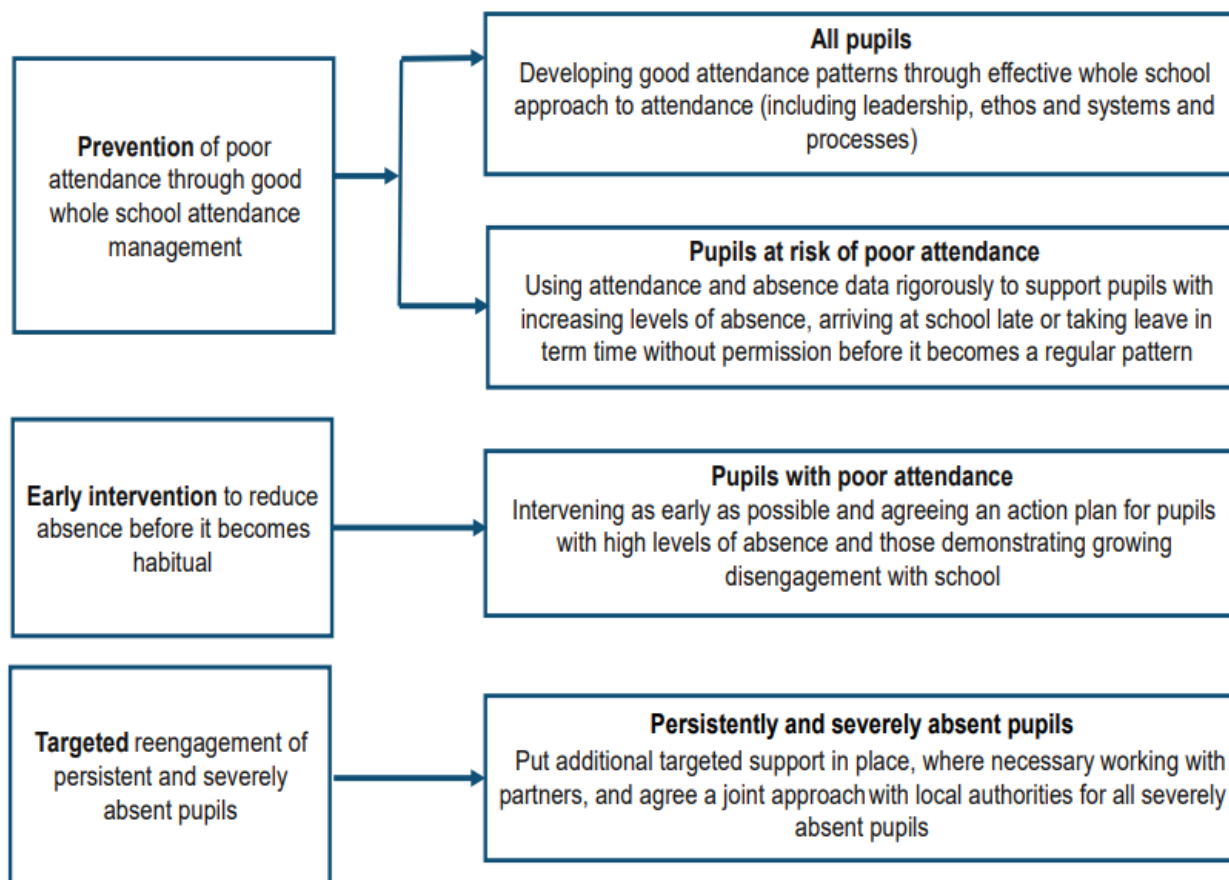 Prevention of poor
attendance through good
whole school attendance
management
All pupils
Developing good attendance patterns through effective whole school
approach to attendance (including leadership, ethos and systems and
processes)
Pupils at risk of poor attendance
Using attendance and absence data rigorously to support pupils with
increasing levels of absence, arriving at school late or taking leave in
term time without permission before it becomes a regular pattern
Early intervention to reduce
absence before it becomes
habitual
Pupils with poor attendance
Intervening as early as possible and agreeing an action plan for pupils
with high levels of absence and those demonstrating growing
disengagement with school
Targeted reengagement of
persistent and severely
absent pupils
Persistently and severely absent pupils
Put additional targeted support in place, where necessary working with
partners, and agree a joint approach with local authorities for all severely
absent pupils